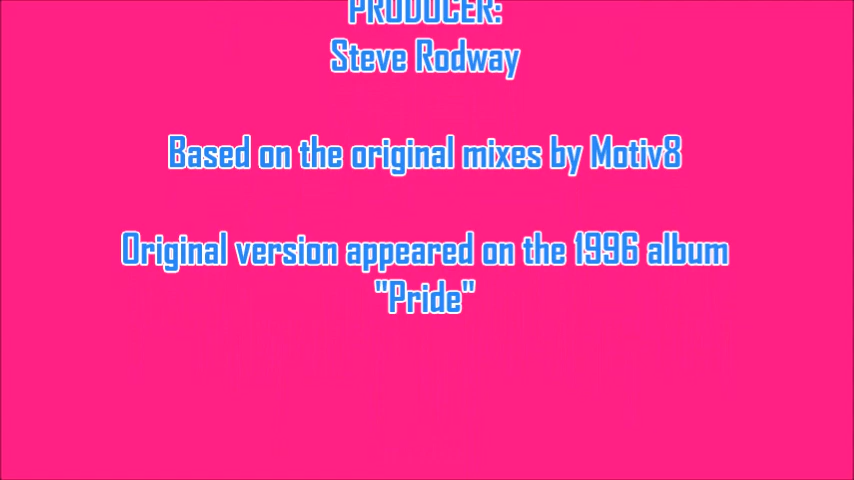 PRODUCER:
Steve Rodway
Based on the original mixes by Motiv8
Original version appeared on the 1996 album
"Pride"